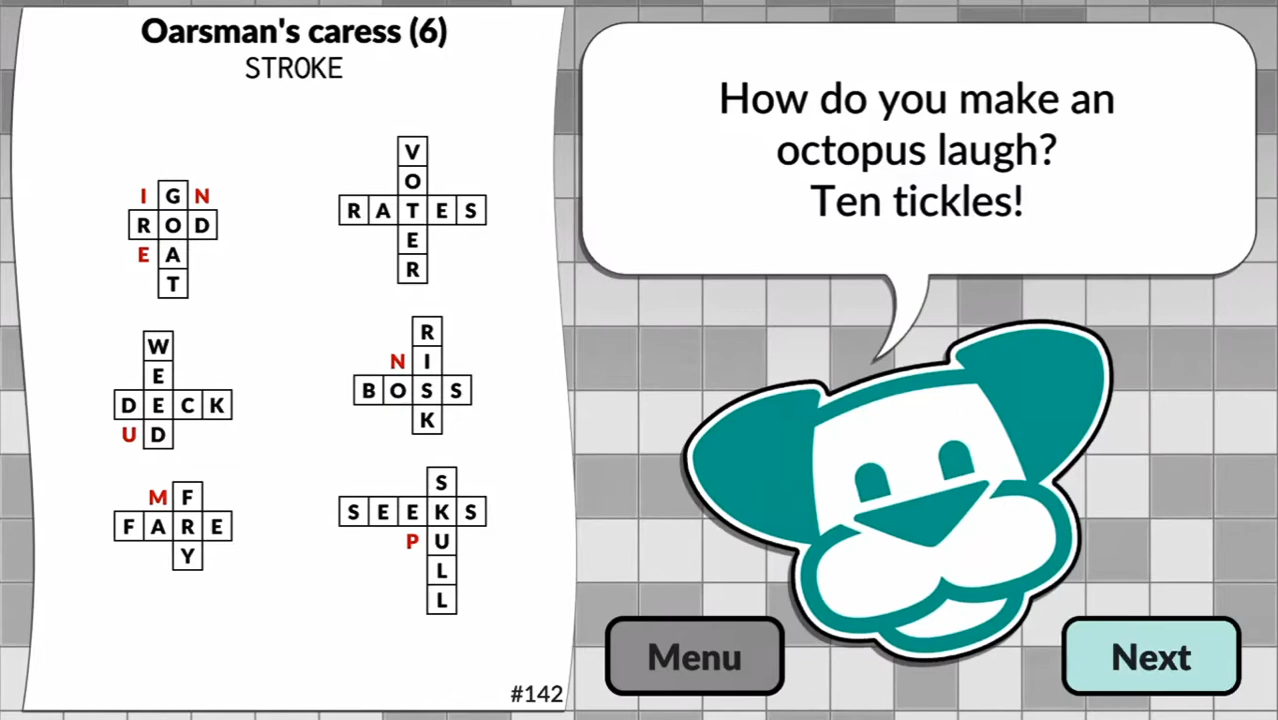 Oarsman's caress (6)
STROKE
I G N
R O D
E A
T
V
O
R A T E S
E
R
W
E
D E C K
U D
R
N I
B O S S
K
M F
F A R E
Y
S
S E E K S
P U
L
L
#142
How do you make an
octopus laugh?
Ten tickles!
Menu
Next